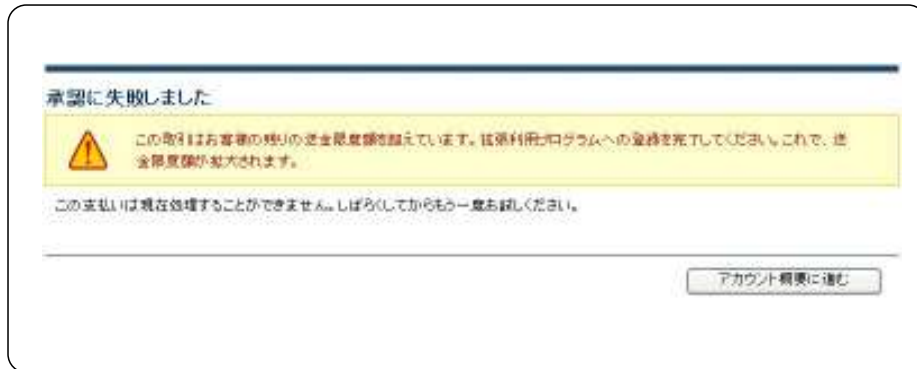 承認に失敗しました
この取引はお客様の残りの送金限度額を超えています。拡張利用プログラムへの登録を完了してください。これで、送
金限度額が拡大されます。
この支払いは現在処理することができません。しばらくしてからもう一度お試しください。
アカウント概要に進む